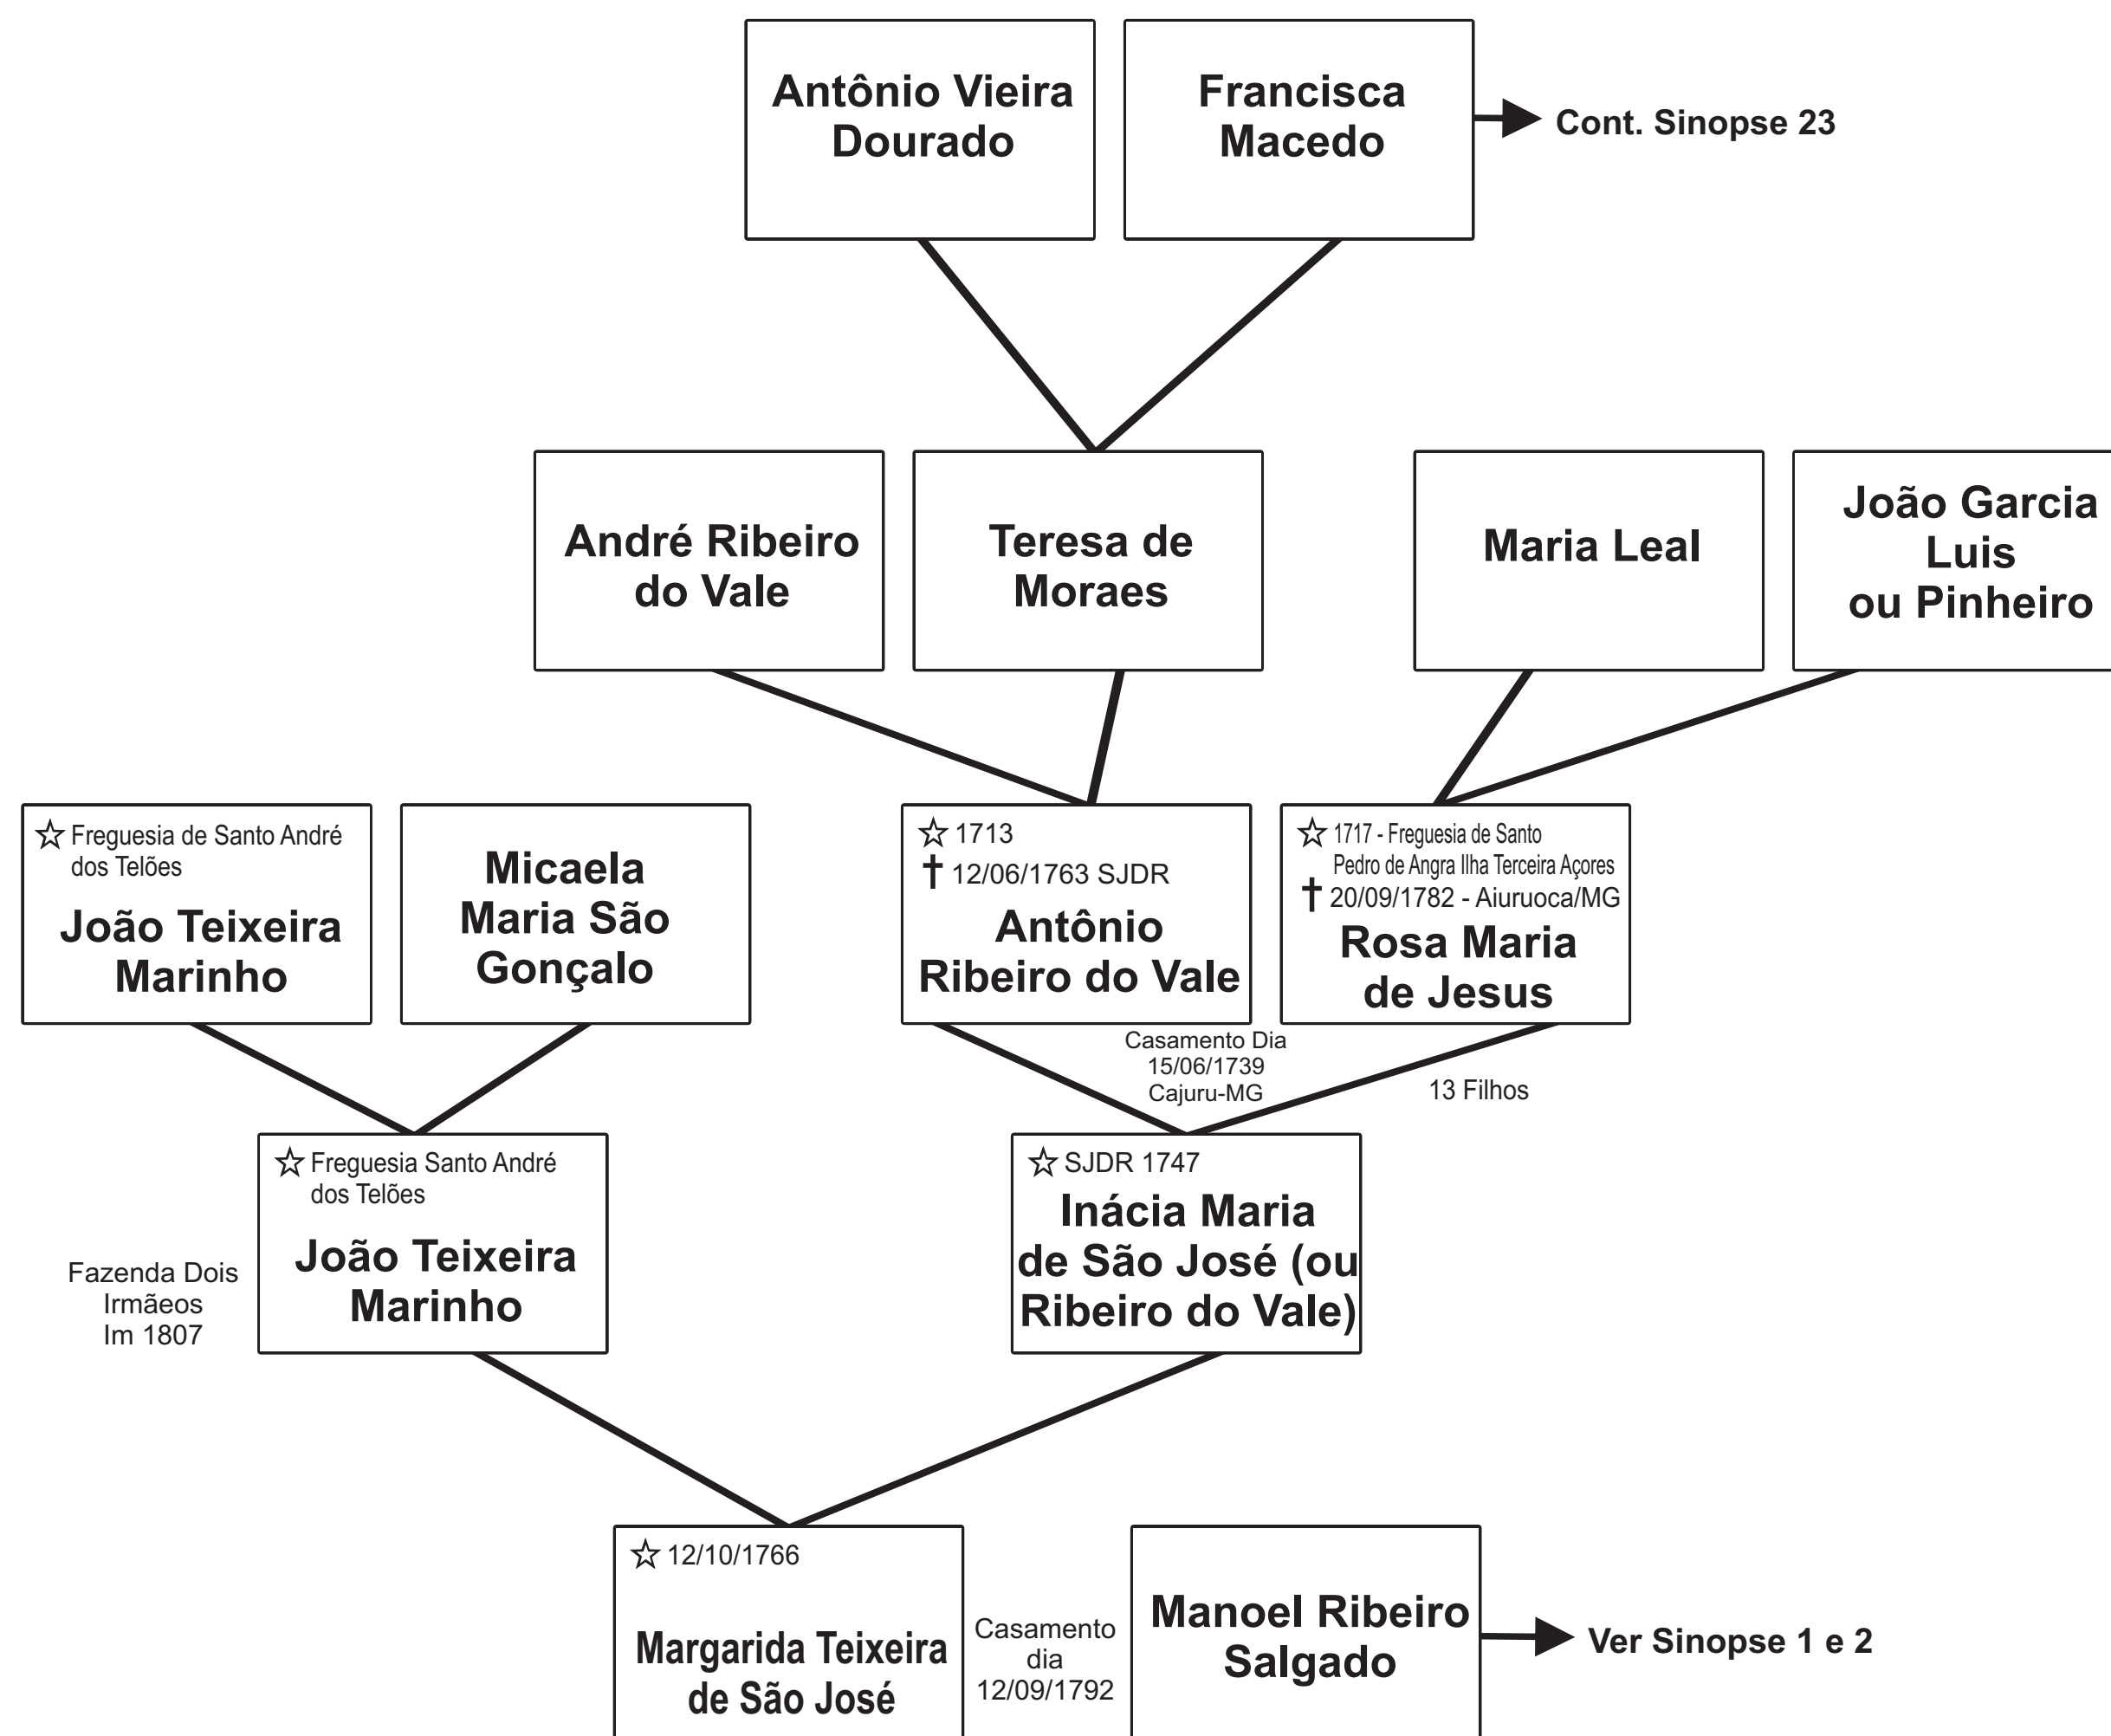 Antônio Vieira
Dourado
Francisca
Macedo
Cont. Sinopse 23
André Ribeiro
do Vale
Teresa de
Moraes
Maria Leal
João Garcia
Luis
ou Pinheiro
Freguesia de Santo André
dos Telões
João Teixeira
Marinho
Micaela
Maria São
Gonçalo
1713
12/06/1763 SJDR
Antônio
Ribeiro do Vale
1717 - Freguesia de Santo
Pedro de Angra Ilha Terceira Açores
20/09/1782 - Aiuruoca/MG
Rosa Maria
de Jesus
Casamento Dia
15/06/1739
Cajuru-MG
13 Filhos
Fazenda Dois
Irmãeos
Im 1807
Freguesia Santo André
dos Telões
João Teixeira
Marinho
SJDR 1747
Inácia Maria
de São José (ou
Ribeiro do Vale)
12/10/1766
Margarida Teixeira
de São José
Casamento
dia
12/09/1792
Manoel Ribeiro
Salgado
Ver Sinopse 1 e 2